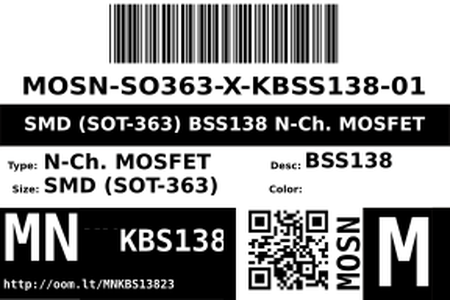 MOSN-SO363-X-KBSS138-01
SMD (SOT-363) BSS138 N-Ch. MOSFET
Type: N-Ch. MOSFET Desc: BSS138
Size: SMD (SOT-363) Color:
MN KBS138 MOSN M
http://oom.lt/MNKBS13823